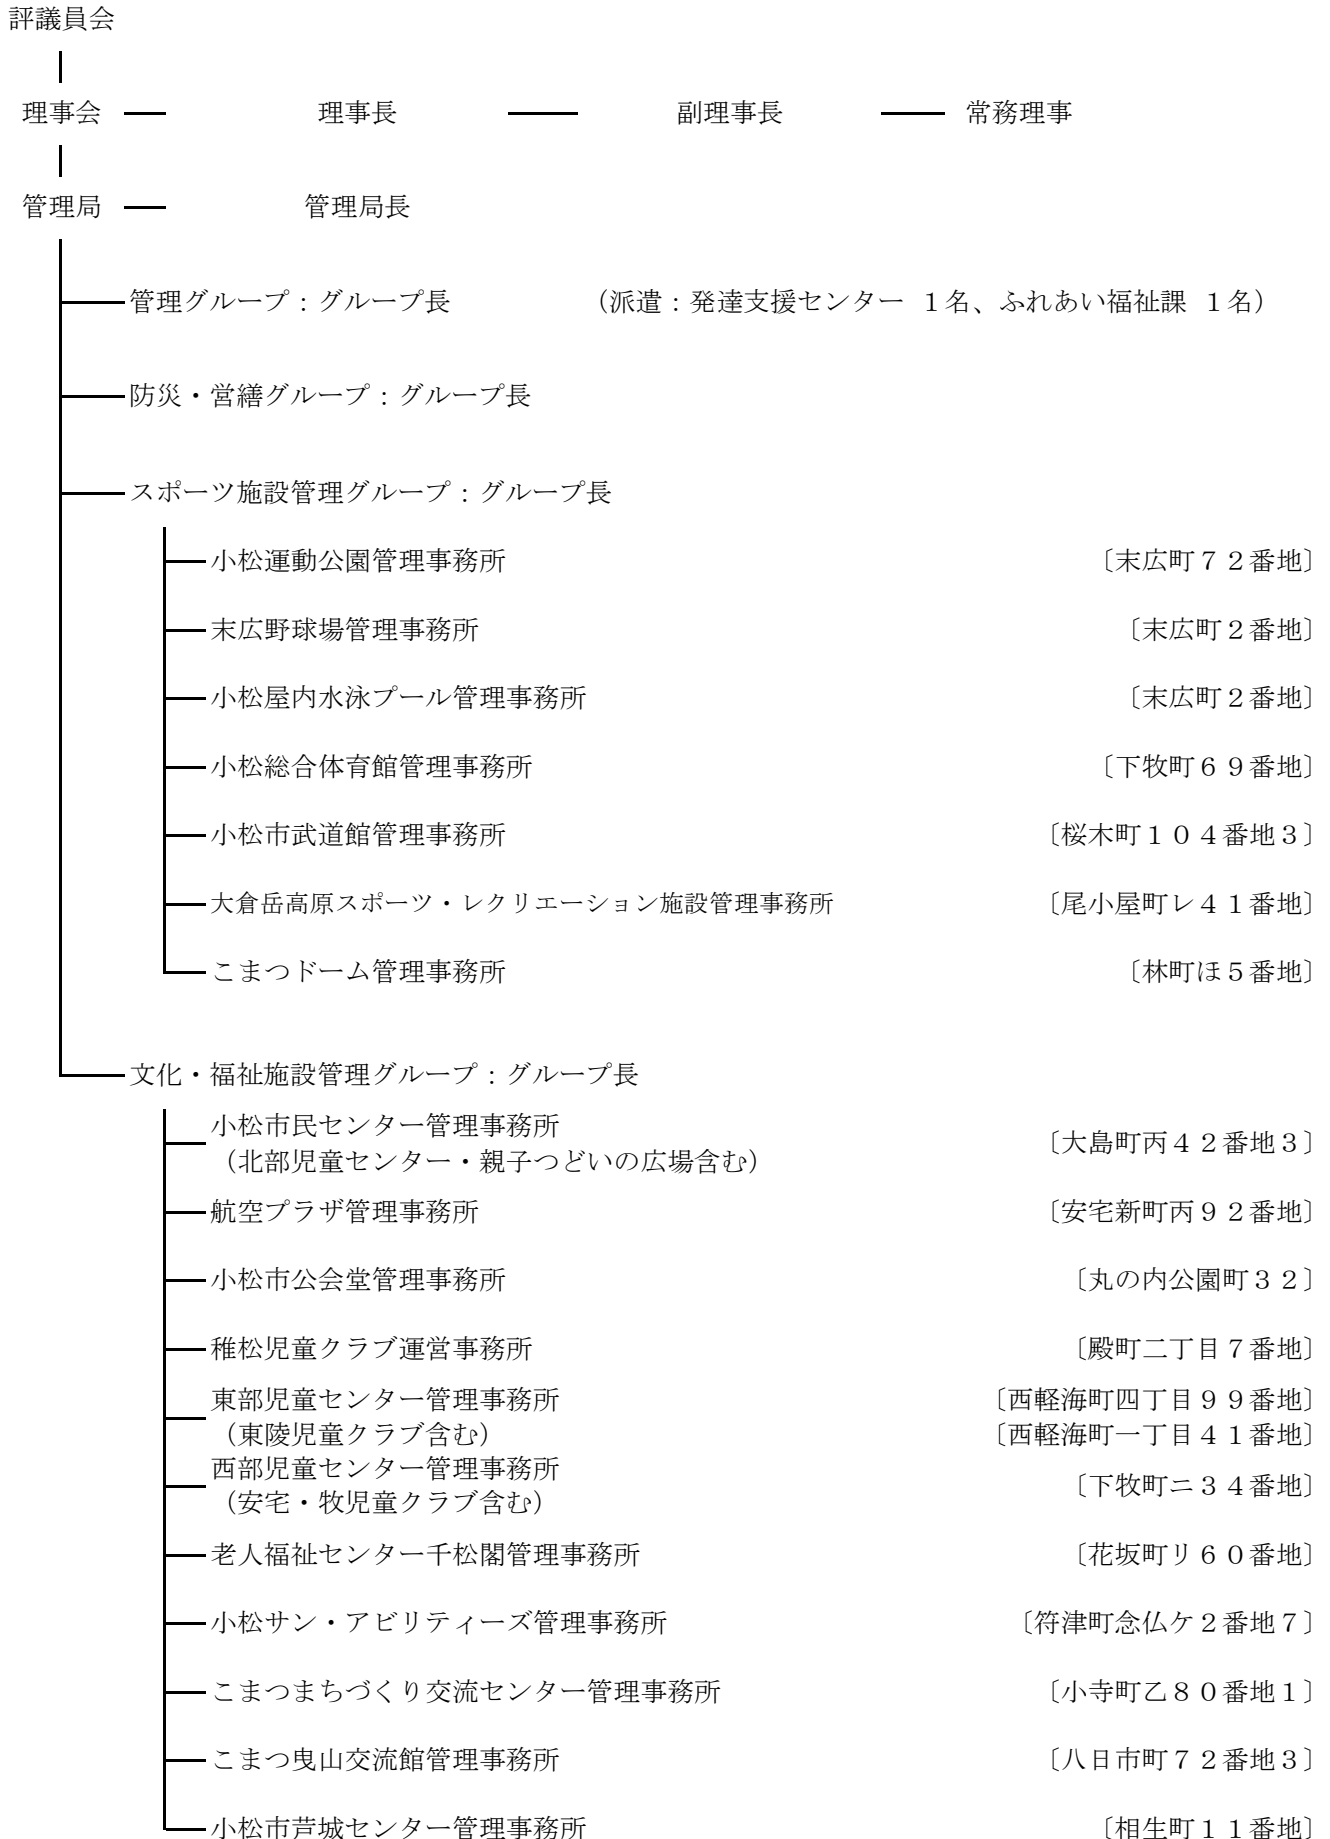 評議員会
理事会 理事長 副理事長 常務理事
管理局 管理局長
管理グループ：グループ長 （派遣：発達支援センター １名、ふれあい福祉課 １名）
防災・営繕グループ：グループ長
スポーツ施設管理グループ：グループ長
小松運動公園管理事務所 〔末広町７２番地〕
末広野球場管理事務所 〔末広町２番地〕
小松屋内水泳プール管理事務所 〔末広町２番地〕
小松総合体育館管理事務所 〔下牧町６９番地〕
小松市武道館管理事務所 〔桜木町１０４番地３〕
大倉岳高原スポーツ・レクリエーション施設管理事務所 〔尾小屋町レ４１番地〕
こまつドーム管理事務所 〔林町ほ５番地〕
文化・福祉施設管理グループ：グループ長
小松市民センター管理事務所
（北部児童センター・親子つどいの広場含む） 〔大島町丙４２番地３〕
航空プラザ管理事務所 〔安宅新町丙９２番地〕
小松市公会堂管理事務所 〔丸の内公園町３２〕
稚松児童クラブ運営事務所 〔殿町二丁目７番地〕
東部児童センター管理事務所 〔西軽海町四丁目９９番地〕
（東陵児童クラブ含む） 〔西軽海町一丁目４１番地〕
西部児童センター管理事務所
（安宅・牧児童クラブ含む） 〔下牧町ニ３４番地〕
老人福祉センター千松閣管理事務所 〔花坂町リ６０番地〕
小松サン・アビリティーズ管理事務所 〔符津町念仏ケ２番地７〕
こまつまちづくり交流センター管理事務所 〔小寺町乙８０番地１〕
こまつ曳山交流館管理事務所 〔八日市町７２番地３〕
小松市芦城センター管理事務所 〔相生町１１番地〕